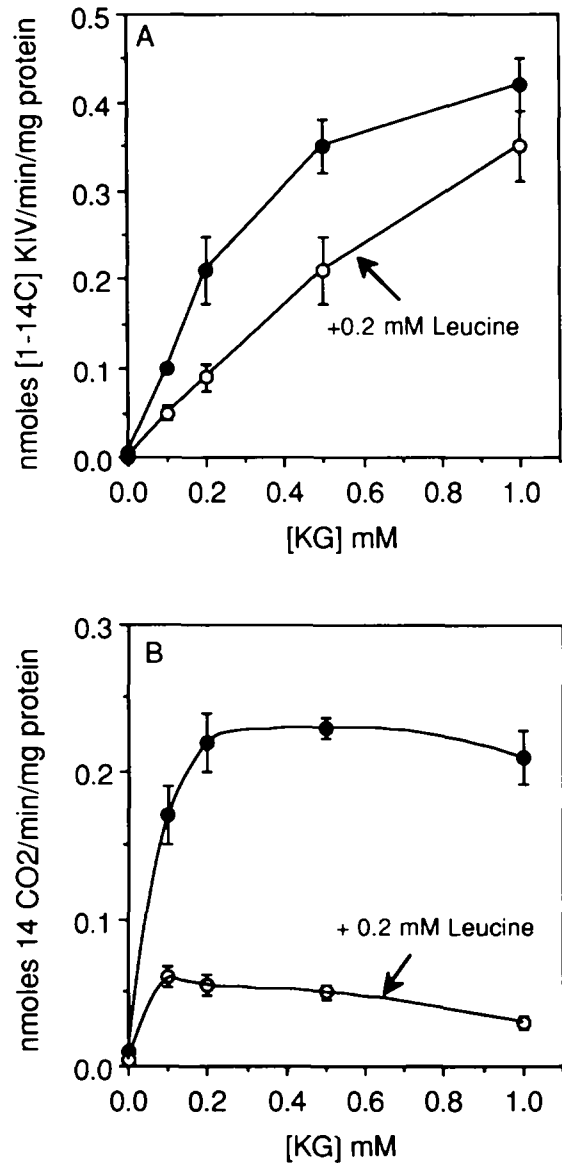 A
nmoles [1-14C] KIV/min/mg protein
0.5
0.4
0.3
0.2
0.1
0.0
0.0 0.2 0.4 0.6 0.8 1.0
+0.2 mM Leucine
[KG] mM
B
nmoles 14 CO2/min/mg protein
0.3
0.2
0.1
0.0
0.0 0.2 0.4 0.6 0.8 1.0
+ 0.2 mM Leucine
[KG] mM